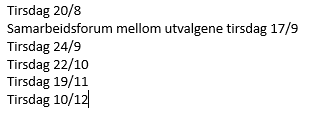 Tirsdag 20/8
Samarbeidsforum mellom utvalgene tirsdag 17/9
Tirsdag 24/9
Tirsdag 22/10
Tirsdag 19/11
Tirsdag 10/12